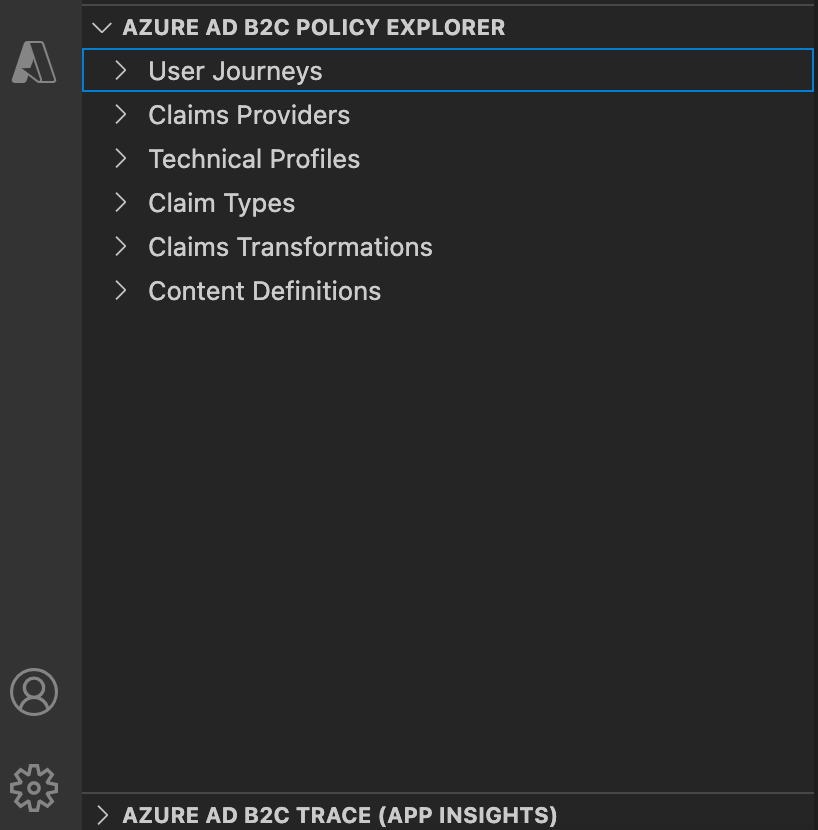 AZURE AD B2C POLICY EXPLORER
User Journeys
Claims Providers
Technical Profiles
Claim Types
Claims Transformations
Content Definitions
AZURE AD B2C TRACE (APP INSIGHTS)